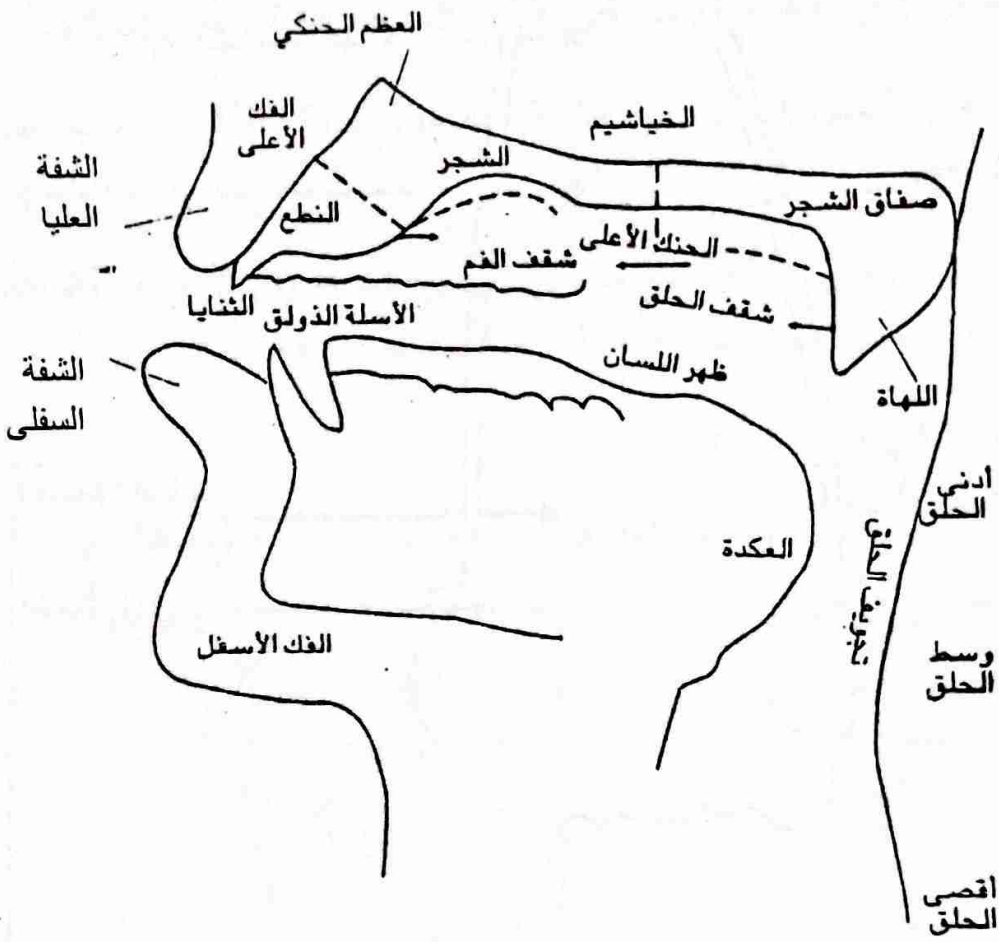 العظم الحنكي
الفك
الأعلى
الخياشيم
الشجر
الشفة
العليا
النطع
صفاق الشجر
الحنك الأعلى
شقف الفم
شقف الحلق
الثنايا
الأسلة الذولق
ظهر اللسان
اللهاة
الشفة
السفلى
أدنى
الحلق
العكدة
تجويف الحلق
الفك الأسفل
وسط
الحلق
أقصى
الحلق